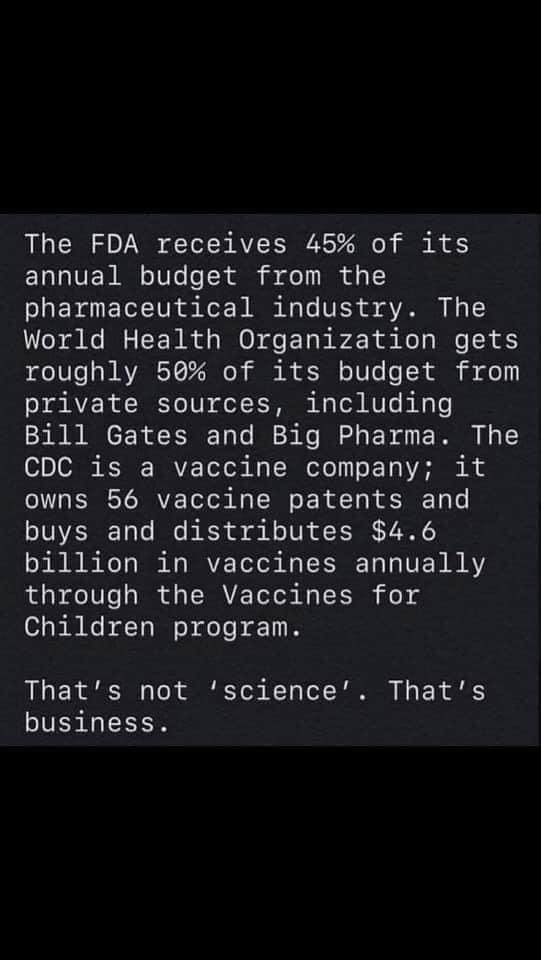 The FDA receives 45% of its
annual budget from the
pharmaceutical industry. The
World Health Organization gets
roughly 50% of its budget from
private sources, including
Bill Gates and Big Pharma. The
CDC is a vaccine company; it
owns 56 vaccine patents and
buys and distributes $4.6
billion in vaccines annually
through the Vaccines for
Children program.

That’s not ‘science’. That’s
business.